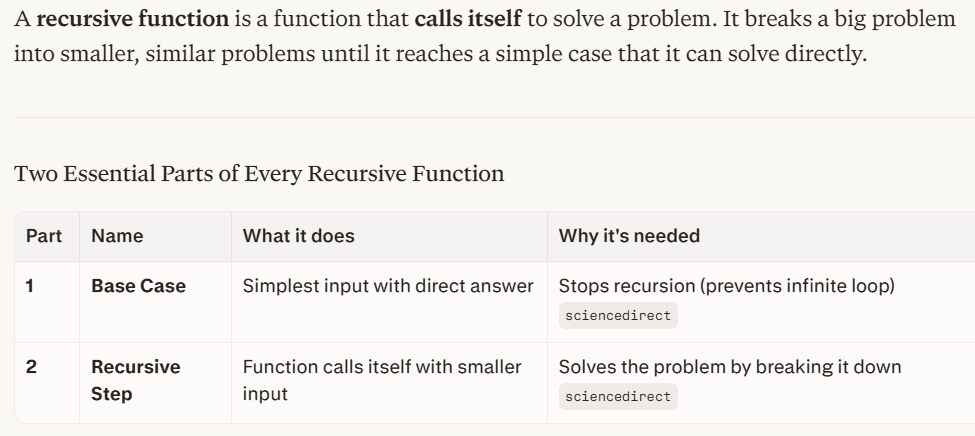 A recursive function is a function that calls itself to solve a problem. It breaks a big problem
into smaller, similar problems until it reaches a simple case that it can solve directly.
Two Essential Parts of Every Recursive Function
Part Name What it does Why it's needed
1 Base Case Simplest input with direct answer Stops recursion (prevents infinite loop)
sciencedirect
2 Recursive Function calls itself with smaller Solves the problem by breaking it down
Step input sciencedirect